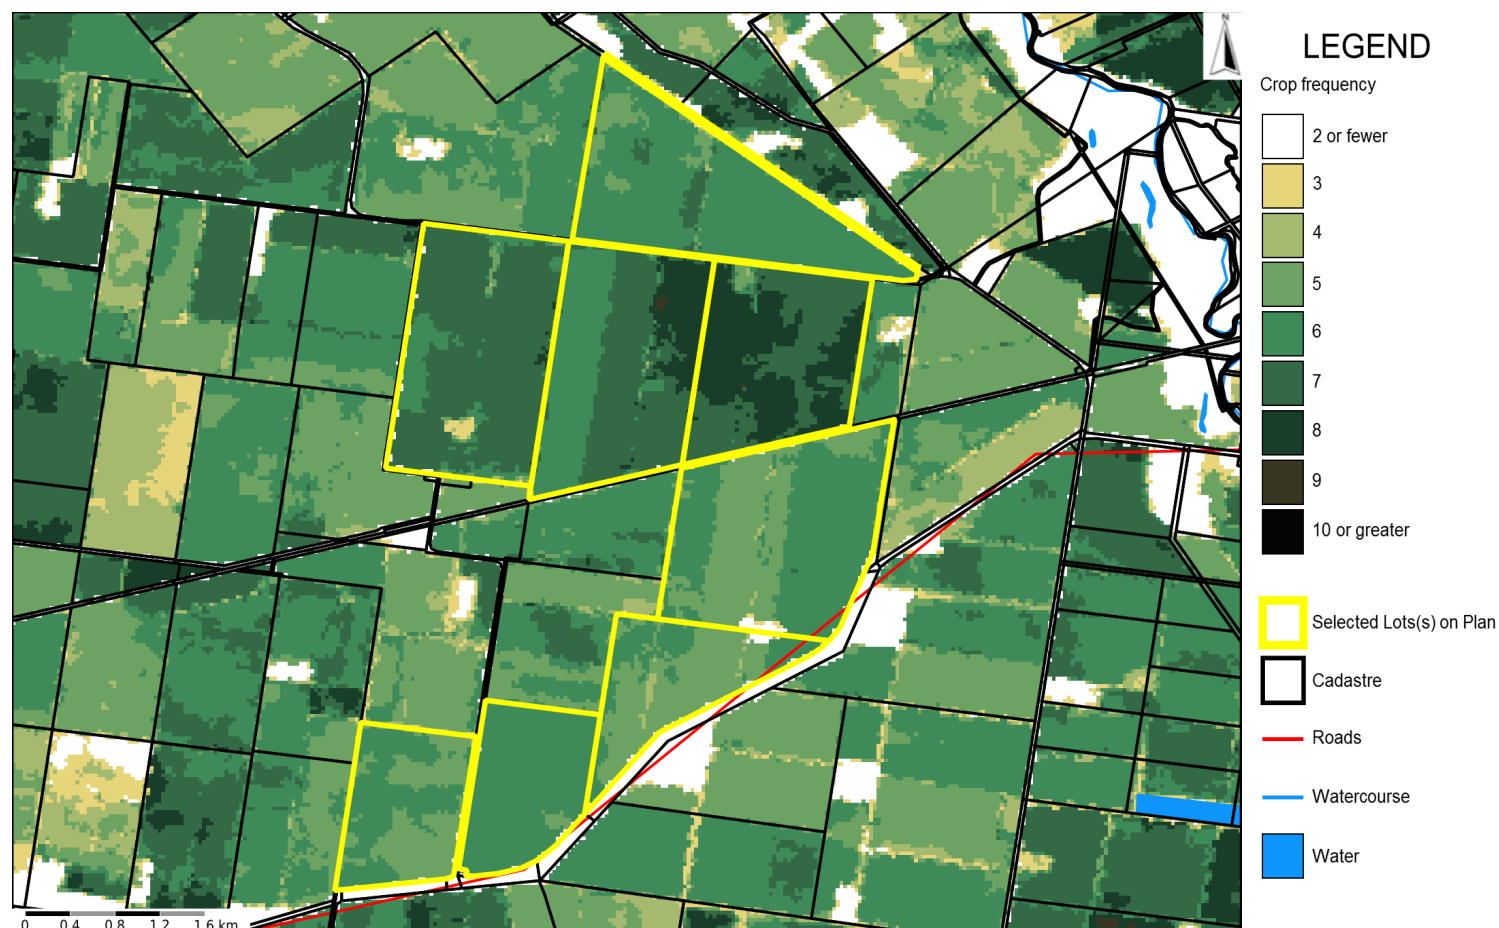 N
LEGEND
Crop frequency
2 or fewer
3
4
5
6
7
8
9
10 or greater
Selected Lots(s) on Plan
Cadastre
Roads
Watercourse
Water
0 0.4 0.8 1.2 1.6 km